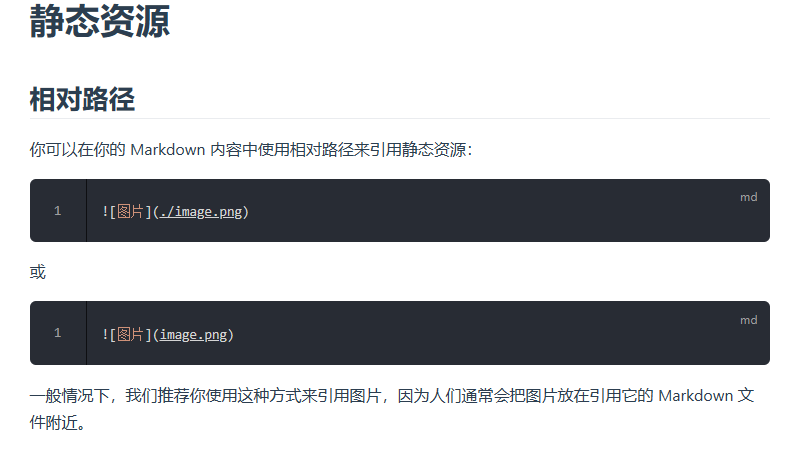 静态资源
相对路径
你可以在你的 Markdown 内容中使用相对路径来引用静态资源：
md
1 ![图片](./image.png)
或
md
1 ![图片](image.png)
一般情况下，我们推荐你使用这种方式来引用图片，因为人们通常会把图片放在引用它的 Markdown 文
件附近。